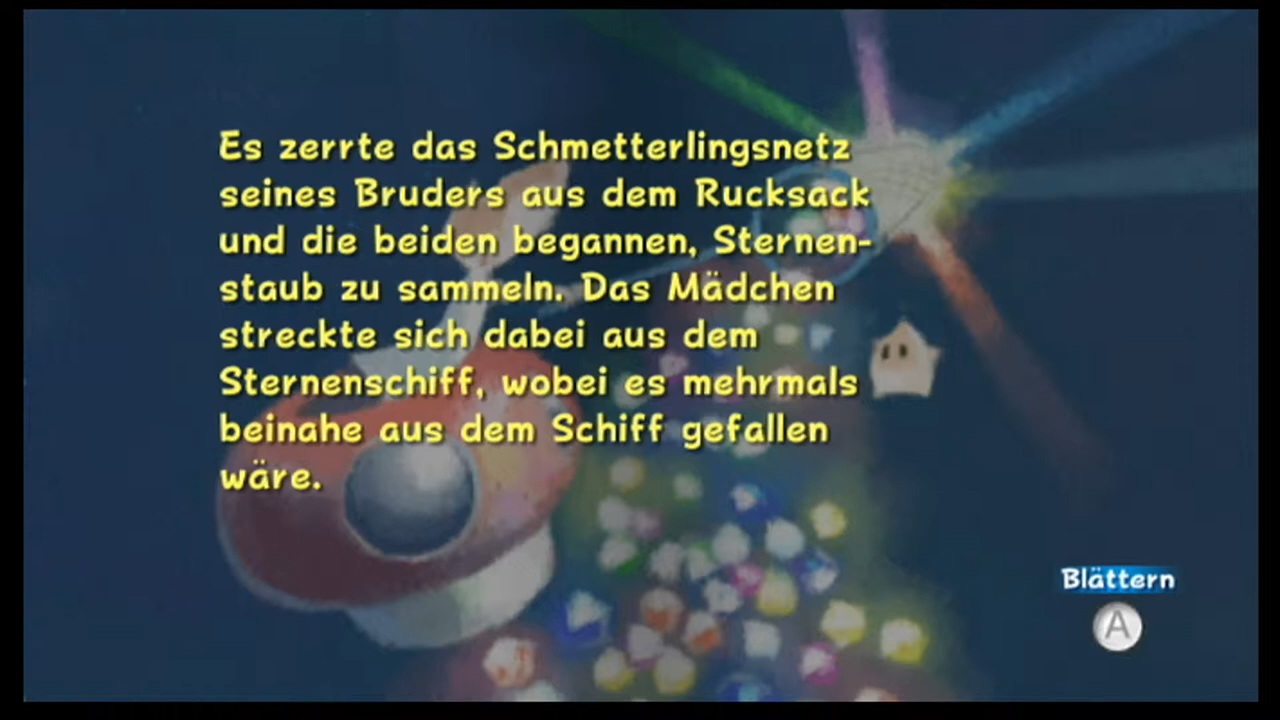 Es zerrte das Schmetterlingsnetz
seines Bruders aus dem Rucksack
und die beiden begannen, Sternen-
staub zu sammeln. Das Mädchen
streckte sich dabei aus dem
Sternenschiff, wobei es mehrmals
beinahe aus dem Schiff gefallen
wäre.
Blättern
A